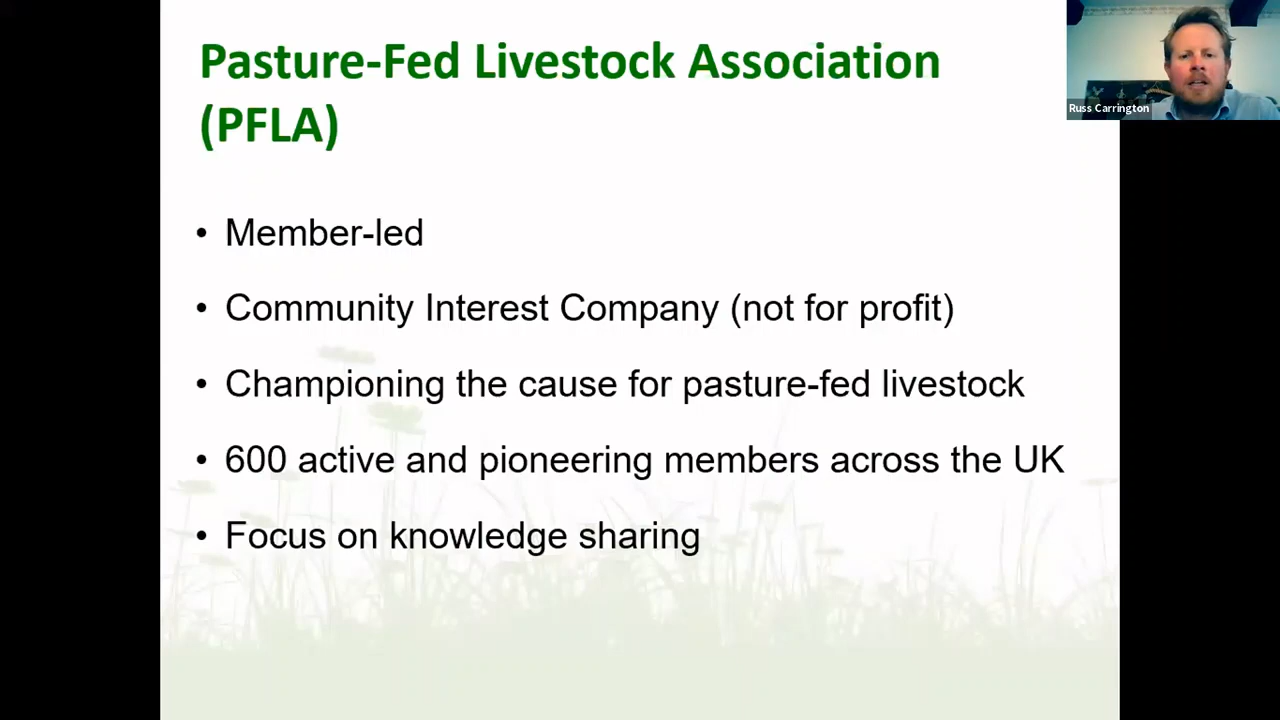 Pasture-Fed Livestock Association
(PFLA)
Russ Carrington
• Member-led
• Community Interest Company (not for profit)
• Championing the cause for pasture-fed livestock
• 600 active and pioneering members across the UK
• Focus on knowledge sharing